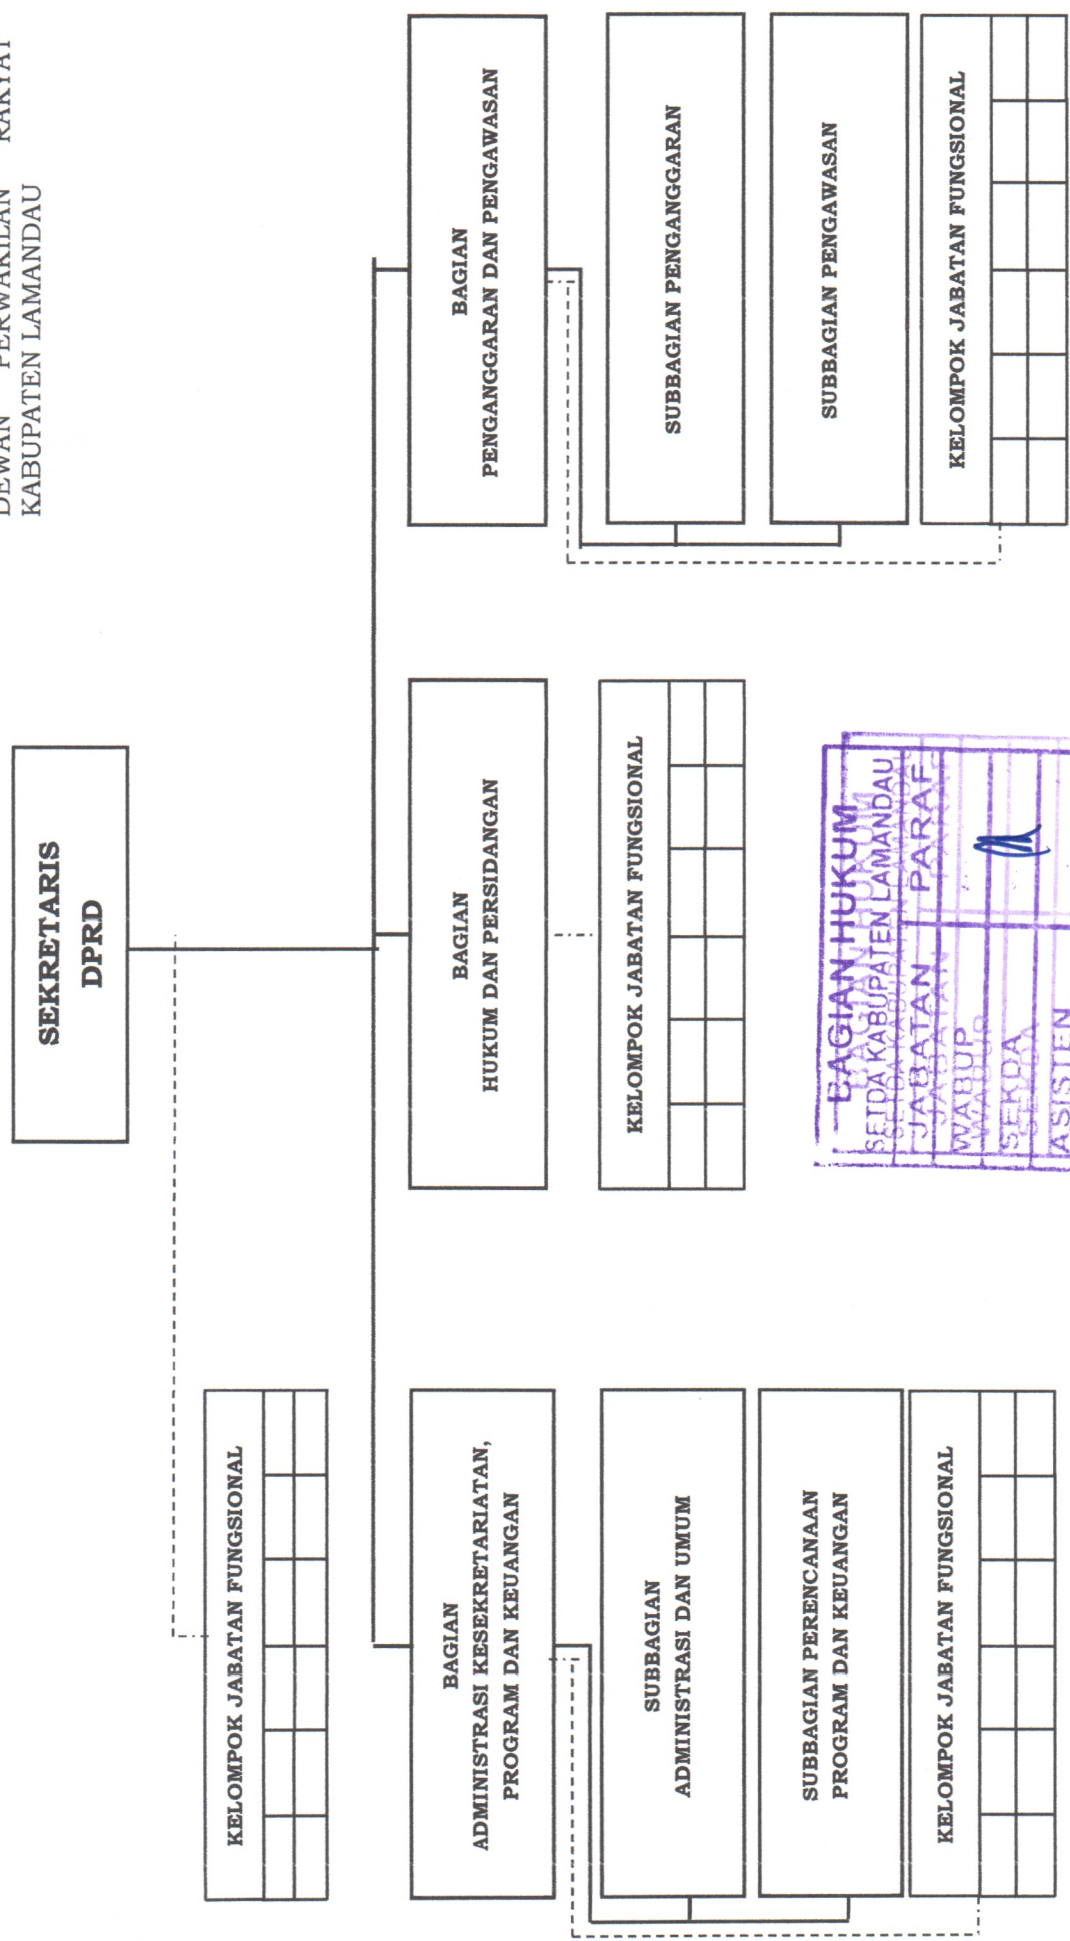 DEWAN PERWAKILAN RAKYAT
KABUPATEN LAMANDAU
SEKRETARIS
DPRD
KELOMPOK JABATAN FUNGSIONAL
BAGIAN
ADMINISTRASI KESEKRETARIATAN,
PROGRAM DAN KEUANGAN
SUBBAGIAN
ADMINISTRASI DAN UMUM
SUBBAGIAN PERENCANAAN
PROGRAM DAN KEUANGAN
KELOMPOK JABATAN FUNGSIONAL
BAGIAN
HUKUM DAN PERSIDANGAN
KELOMPOK JABATAN FUNGSIONAL
BAGIAN
PENGANGGARAN DAN PENGAWASAN
SUBBAGIAN PENGANGGARAN
SUBBAGIAN PENGAWASAN
KELOMPOK JABATAN FUNGSIONAL
BAGIAN HUKUM
SETDA KABUPATEN LAMANDAU
JABATAN PARAF
WABUP
SEKDA
ASISTEN